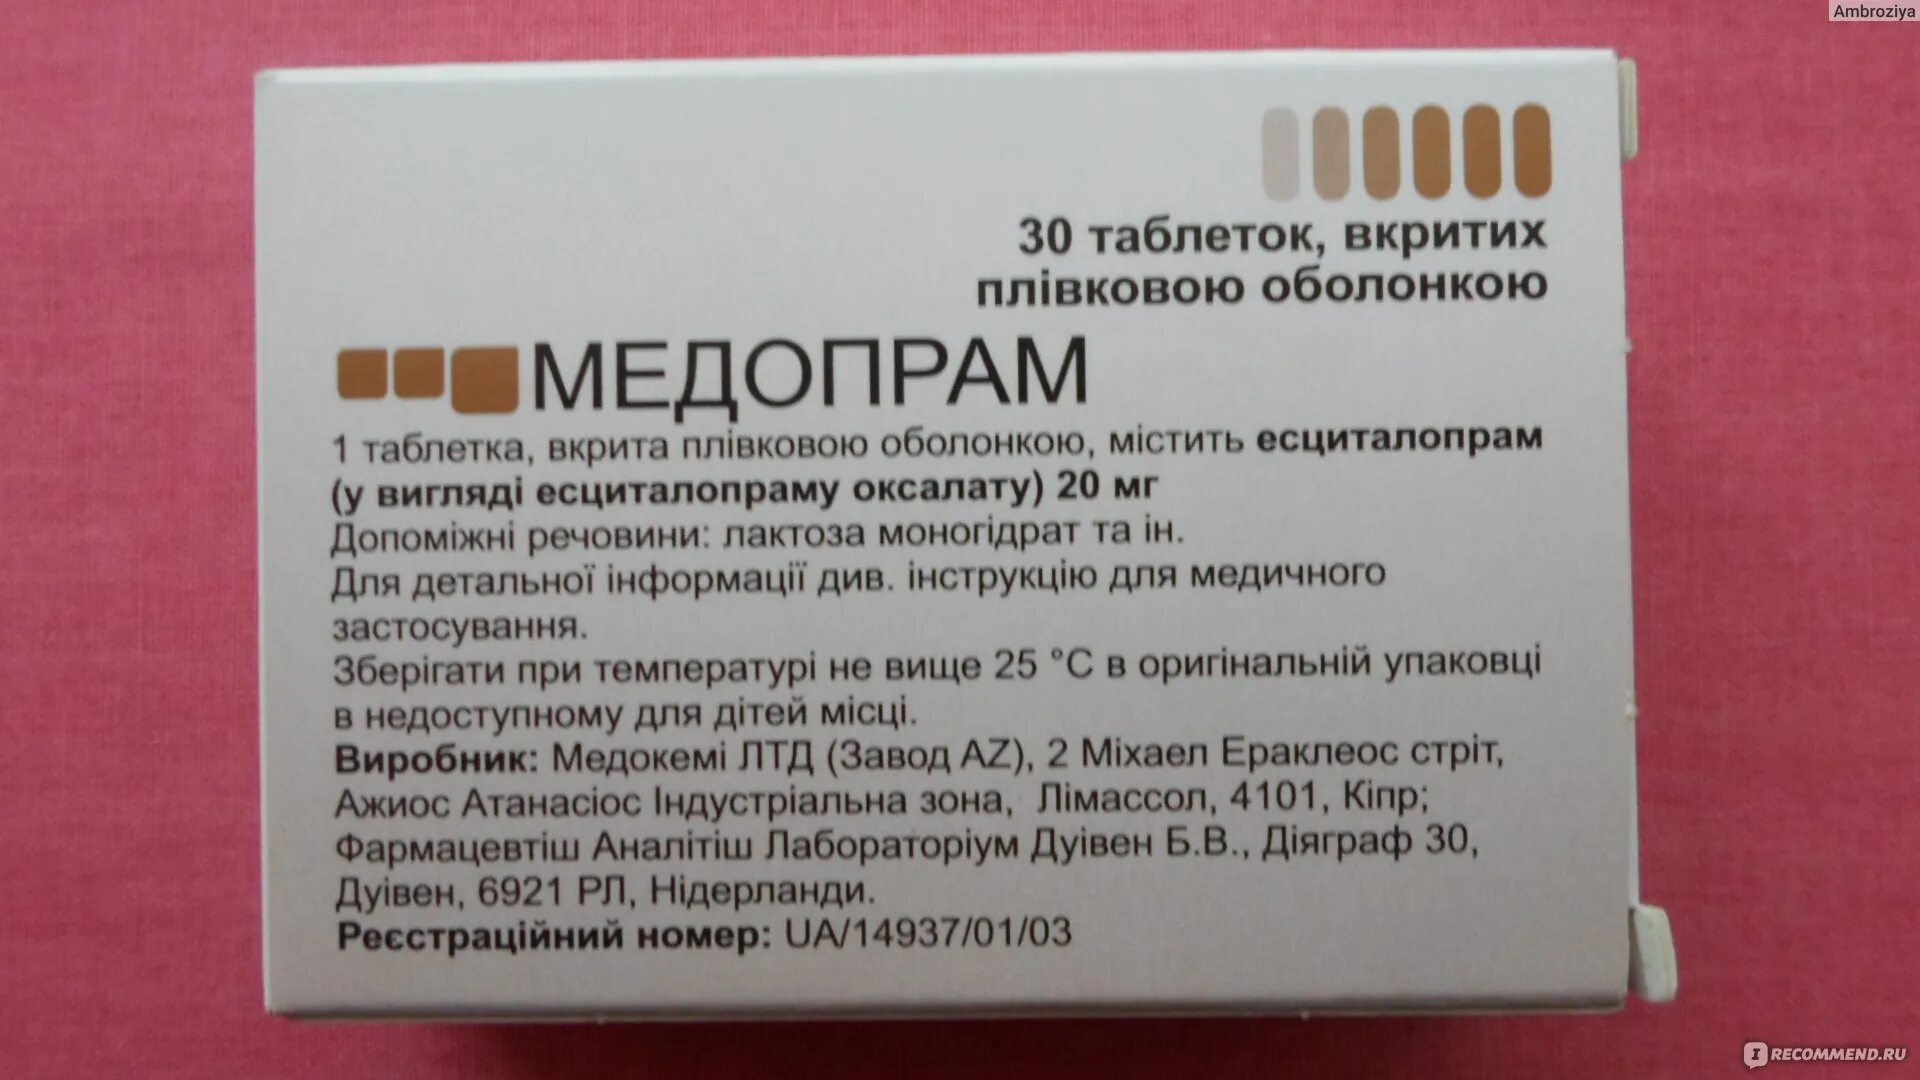 Ambroziya
30 таблеток, вкритих
плівковою оболонкою
МЕДОПРАМ
1 таблетка, вкрита плівковою оболонкою, містить есциталопрам
(у вигляді есциталопраму оксалату) 20 мг
Допоміжні речовини: лактоза моногідрат та ін.
Для детальної інформації див. інструкцію для медичного
застосування.
Зберігати при температурі не вище 25 °С в оригінальній упаковці
в недоступному для дітей місці.
Виробник: Медокемі ЛТД (Завод AZ), 2 Міхаел Ераклеос стріт,
Ажиос Атанасіос Індустріальна зона, Лімассол, 4101, Кіпр;
Фармацевтіш Аналітіш Лабораторіум Дуівен Б.В., Діяграф 30,
Дуівен, 6921 РЛ, Нідерланди.
Реєстраційний номер: UA/14937/01/03
IRECOMMEND.RU